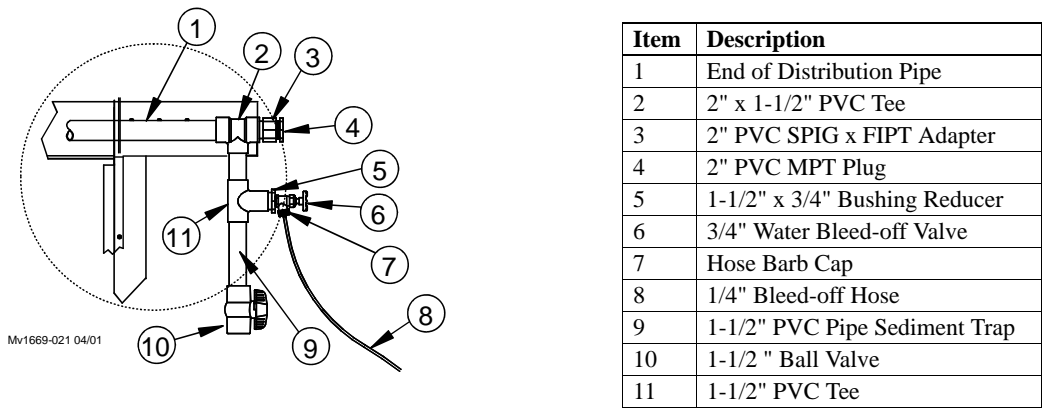 1
2
3
4
5
6
7
8
9
10
11
Mv1669-021 04/01
Item Description
1 End of Distribution Pipe
2 2" x 1-1/2" PVC Tee
3 2" PVC SPIG x FIPT Adapter
4 2" PVC MPT Plug
5 1-1/2" x 3/4" Bushing Reducer
6 3/4" Water Bleed-off Valve
7 Hose Barb Cap
8 1/4" Bleed-off Hose
9 1-1/2" PVC Pipe Sediment Trap
10 1-1/2 " Ball Valve
11 1-1/2" PVC Tee